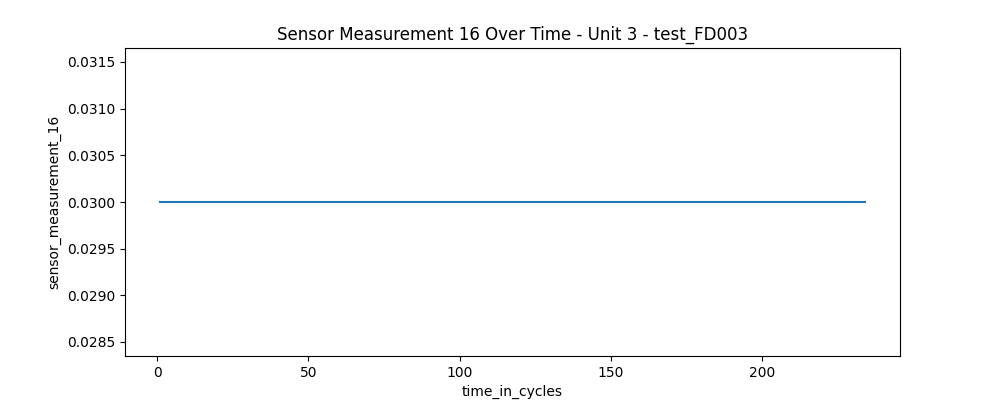 Sensor Measurement 16 Over Time - Unit 3 - test_FD003
sensor_measurement_16
0.0315
0.0310
0.0305
0.0300
0.0295
0.0290
0.0285
0 50 100 150 200
time_in_cycles